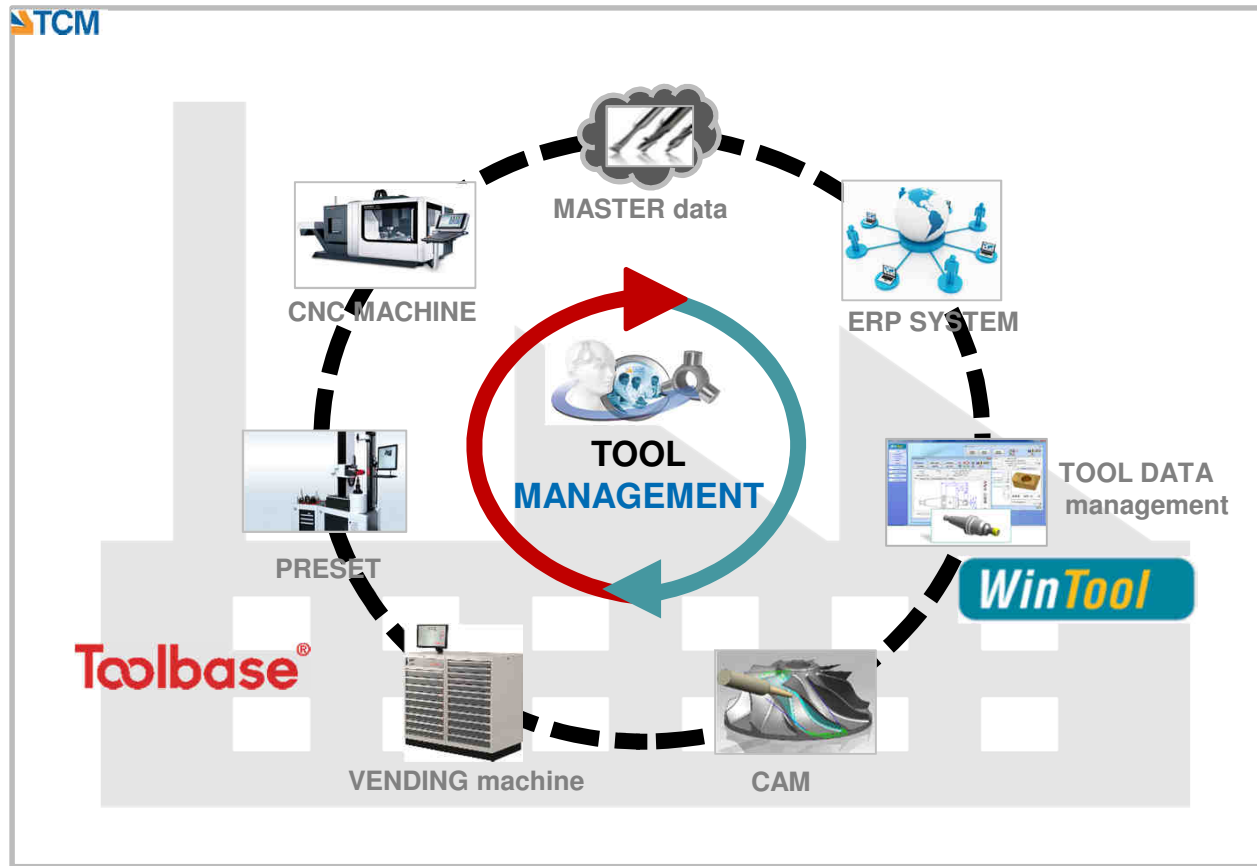 TCM
MASTER data
CNC MACHINE
ERP SYSTEM
TOOL
MANAGEMENT
TOOL DATA
management
PRESET
WinTool
Toolbase®
VENDING machine
CAM